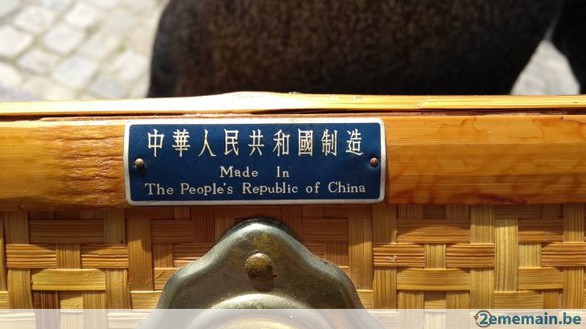 中華人民共和國制造
Made In
The People's Republic of China
2ememain.be